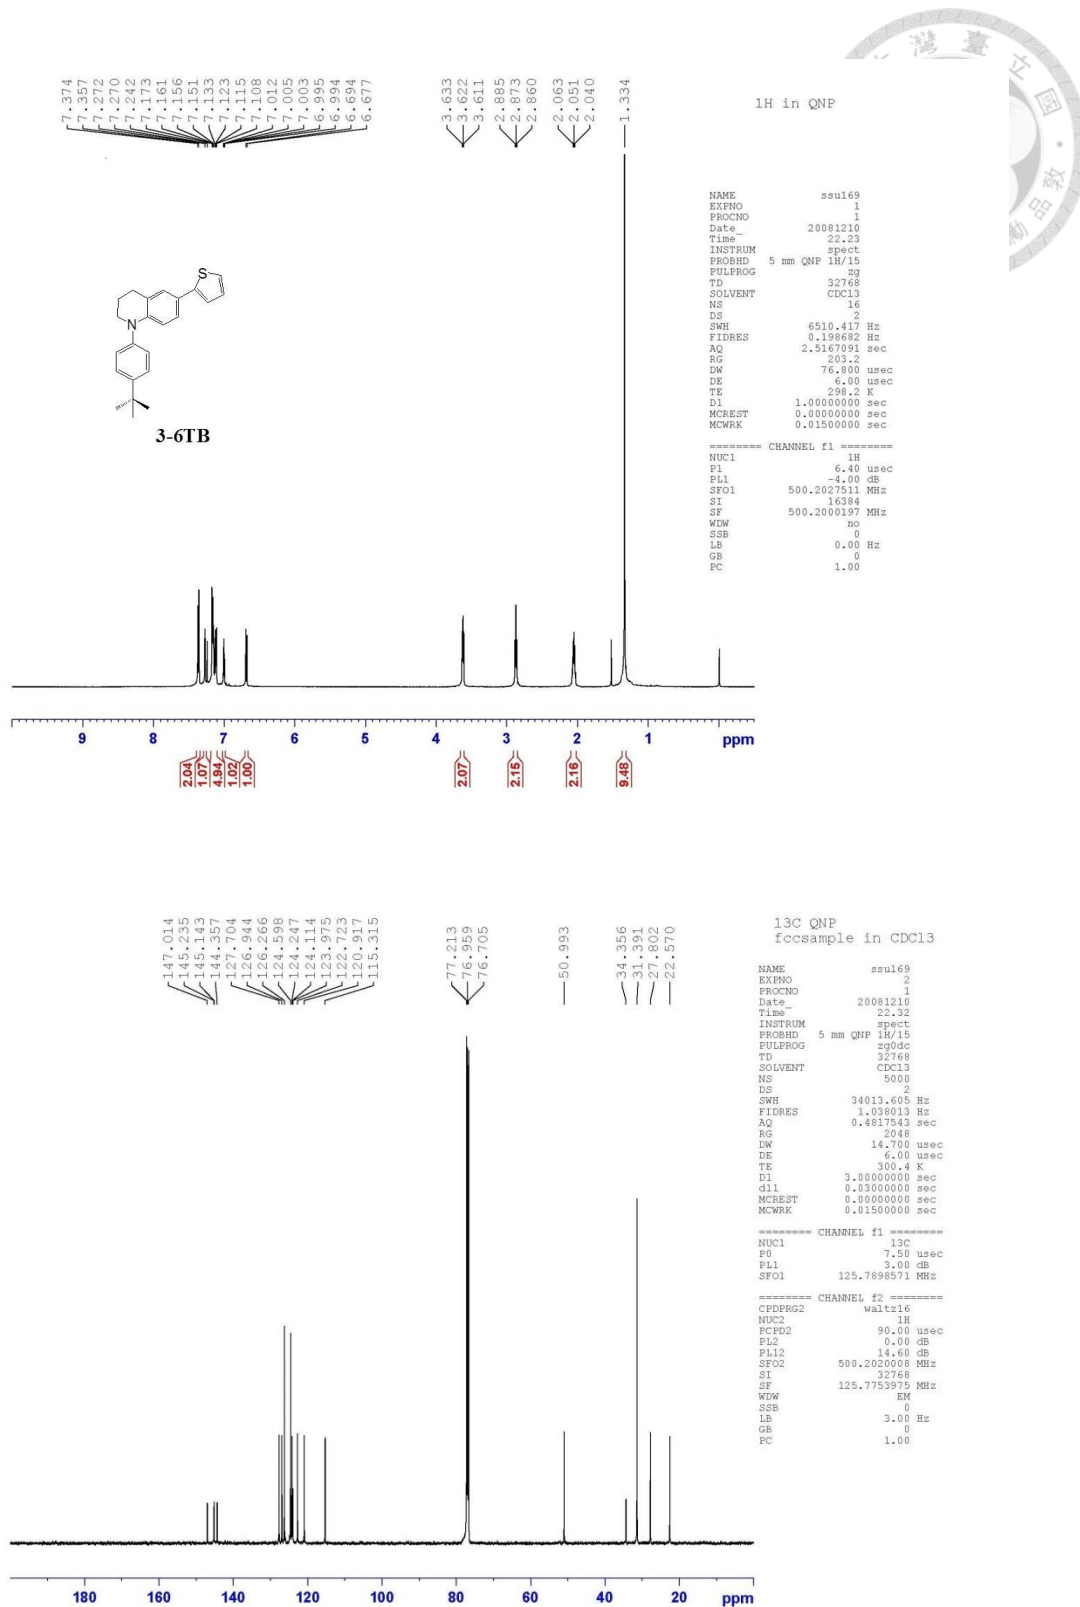 灣 臺 立 國
敦 勵 品
7.374
7.357
7.272
7.270
7.242
7.173
7.161
7.156
7.151
7.133
7.123
7.115
7.108
7.012
7.005
7.003
6.995
6.994
6.694
6.677
3.633
3.622
3.611
2.885
2.873
2.860
2.063
2.051
2.040
1.334
1H in QNP
NAME ssu169
EXPNO 1
PROCNO 1
Date_ 20081210
Time 22.23
INSTRUM spect
PROBHD 5 mm QNP 1H/15
PULPROG zg
TD 32768
SOLVENT CDCl3
NS 16
DS 2
SWH 6510.417 Hz
FIDRES 0.198682 Hz
AQ 2.5167091 sec
RG 203.2
DW 76.800 usec
DE 6.00 usec
TE 298.2 K
D1 1.00000000 sec
MCREST 0.00000000 sec
MCWRK 0.01500000 sec
======== CHANNEL f1 ========
NUC1 1H
P1 6.40 usec
PL1 -4.00 dB
SFO1 500.2027511 MHz
SI 16384
SF 500.2000197 MHz
WDW no
SSB 0
LB 0.00 Hz
GB 0
PC 1.00
S
N
3-6TB
9 8 7 6 5 4 3 2 1 ppm
2.04 1.07 4.94 1.02 1.00 2.07 2.15 2.16 9.48
147.014
145.235
145.143
144.357
127.704
126.944
126.266
124.598
124.247
124.114
123.975
122.723
120.917
115.315
77.213
76.959
76.705
50.993
34.356
31.391
27.802
22.570
13C QNP
fccsample in CDCl3
NAME ssu169
EXPNO 2
PROCNO 1
Date_ 20081210
Time 22.32
INSTRUM spect
PROBHD 5 mm QNP 1H/15
PULPROG zg0dc
TD 32768
SOLVENT CDCl3
NS 5000
DS 2
SWH 34013.605 Hz
FIDRES 1.038013 Hz
AQ 0.4817543 sec
RG 2048
DW 14.700 usec
DE 6.00 usec
TE 300.4 K
D1 3.00000000 sec
d11 0.03000000 sec
MCREST 0.00000000 sec
MCWRK 0.01500000 sec
======== CHANNEL f1 ========
NUC1 13C
P0 7.50 usec
PL1 3.00 dB
SFO1 125.7898571 MHz
======== CHANNEL f2 ========
CPDPRG2 waltz16
NUC2 1H
PCPD2 90.00 usec
PL2 0.00 dB
PL12 14.60 dB
SFO2 500.2020008 MHz
SI 32768
SF 125.7753975 MHz
WDW EM
SSB 0
LB 3.00 Hz
GB 0
PC 1.00
180 160 140 120 100 80 60 40 20 ppm